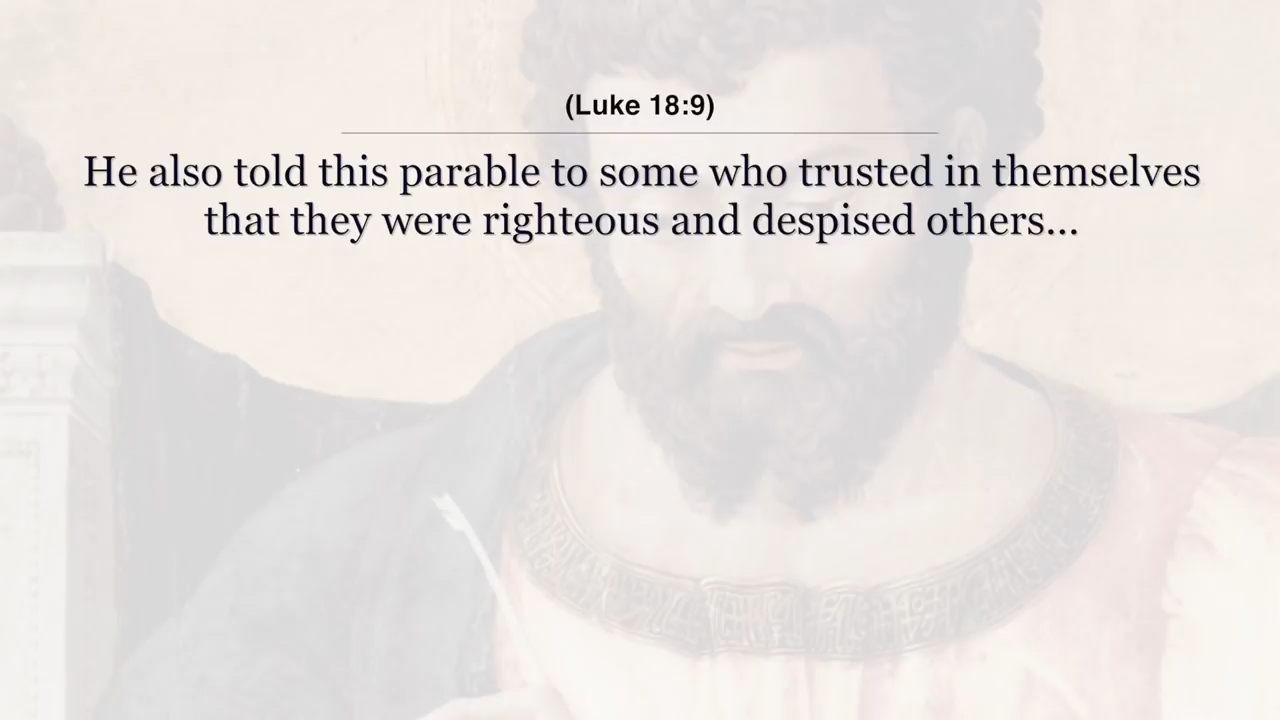 (Luke 18:9)
He also told this parable to some who trusted in themselves
that they were righteous and despised others...